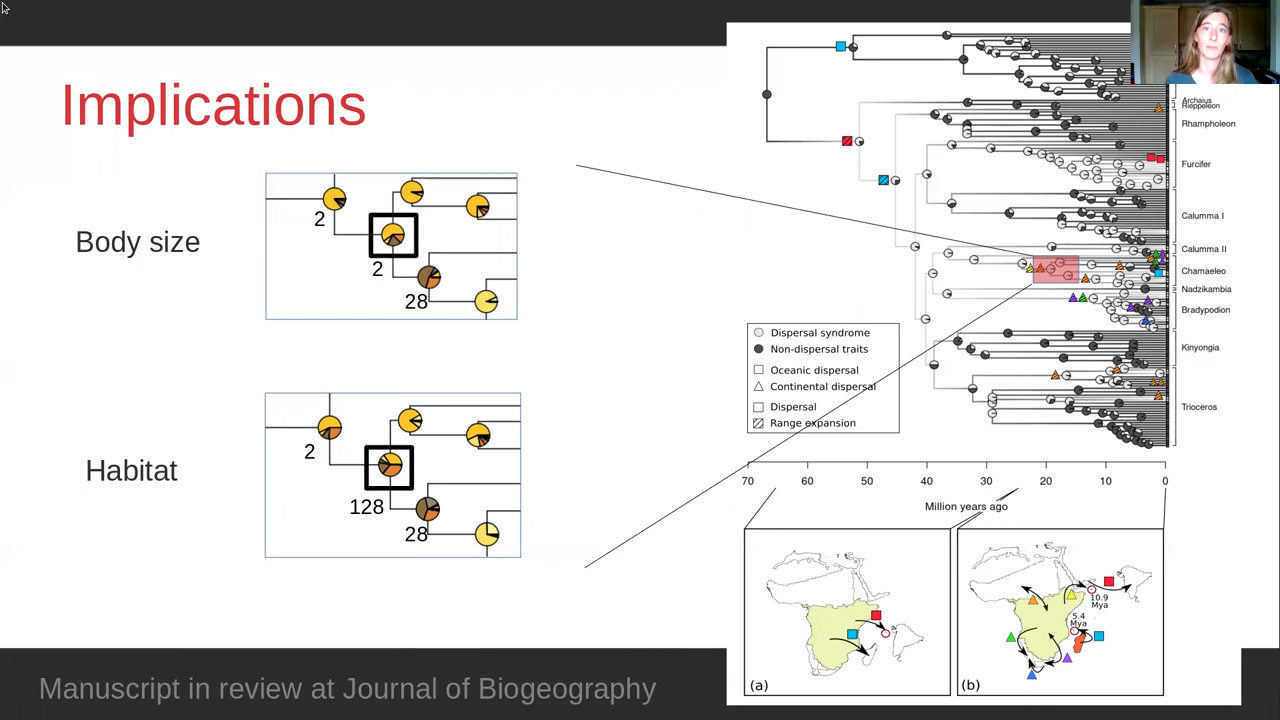 Implications
Body size
2
2
28
Habitat
2
128
28
Archaius
Rieppeleon
Rhampholeon
Furcifer
Calumma I
Calumma II
Chamaeleo
Nadzikambia
Bradypodion
Kinyongia
Trioceros
Dispersal syndrome
Non-dispersal traits
Oceanic dispersal
Continental dispersal
Dispersal
Range expansion
70 60 50 40 30 20 10 0
Million years ago
10.9
Mya
5.4
Mya
(a)
(b)
Manuscript in review at Journal of Biogeography